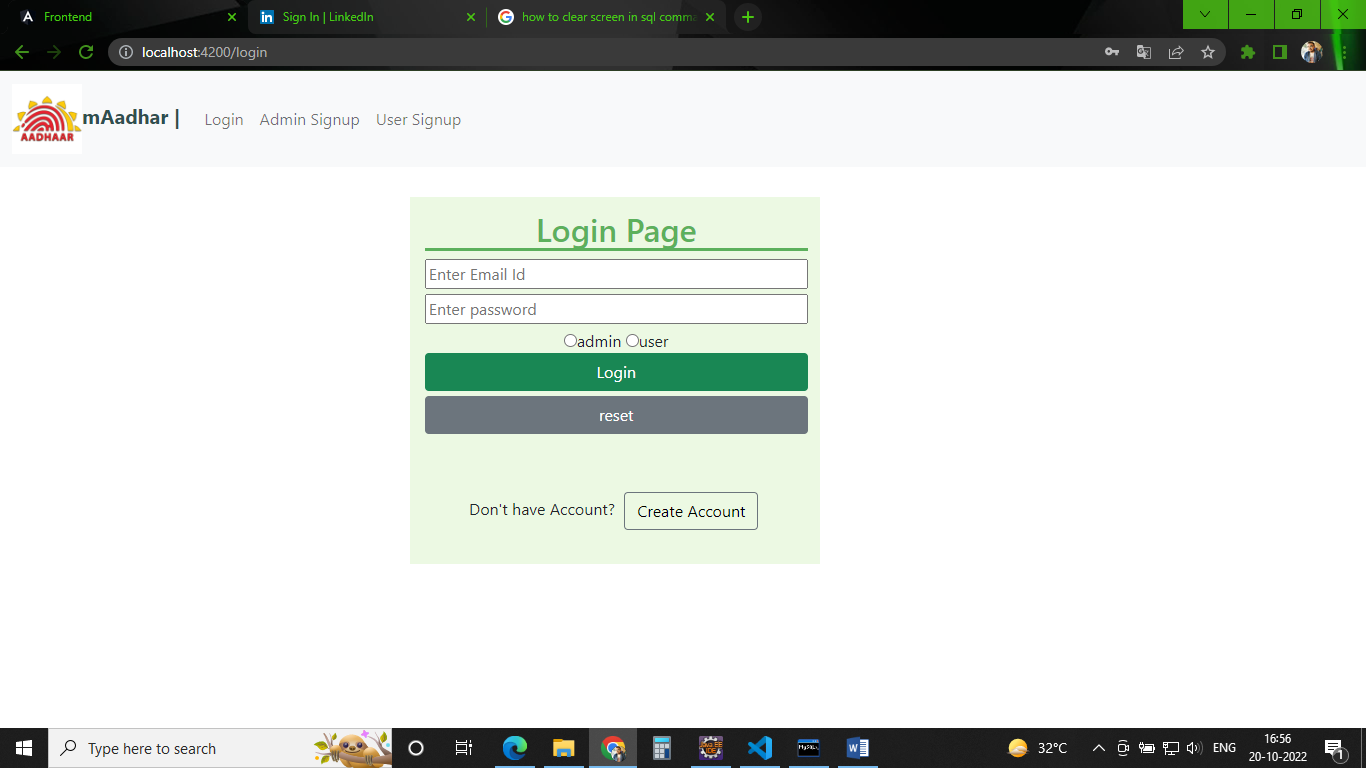 Frontend
Sign In | LinkedIn
how to clear screen in sql comma
localhost:4200/login
AADHAAR
mAadhar | Login Admin Signup User Signup
Login Page
Enter Email Id
Enter password
admin user
Login
reset
Don't have Account? Create Account
Type here to search
32°C
ENG
16:56
20-10-2022
1